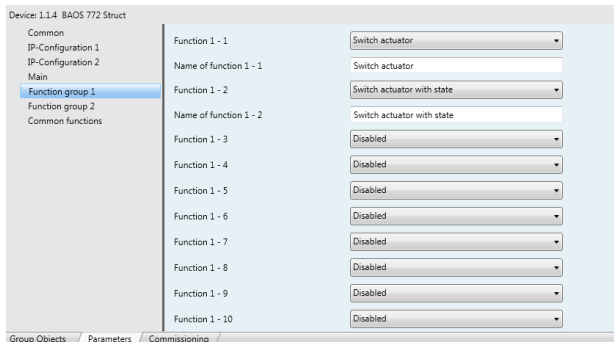 Device: 1.1.4 BAOS 772 Struct
Common
IP-Configuration 1
IP-Configuration 2
Main
Function group 1
Function group 2
Common functions
Function 1 - 1 Switch actuator
Name of function 1 - 1 Switch actuator
Function 1 - 2 Switch actuator with state
Name of function 1 - 2 Switch actuator with state
Function 1 - 3 Disabled
Function 1 - 4 Disabled
Function 1 - 5 Disabled
Function 1 - 6 Disabled
Function 1 - 7 Disabled
Function 1 - 8 Disabled
Function 1 - 9 Disabled
Function 1 - 10 Disabled
Group Objects / Parameters / Commissioning /